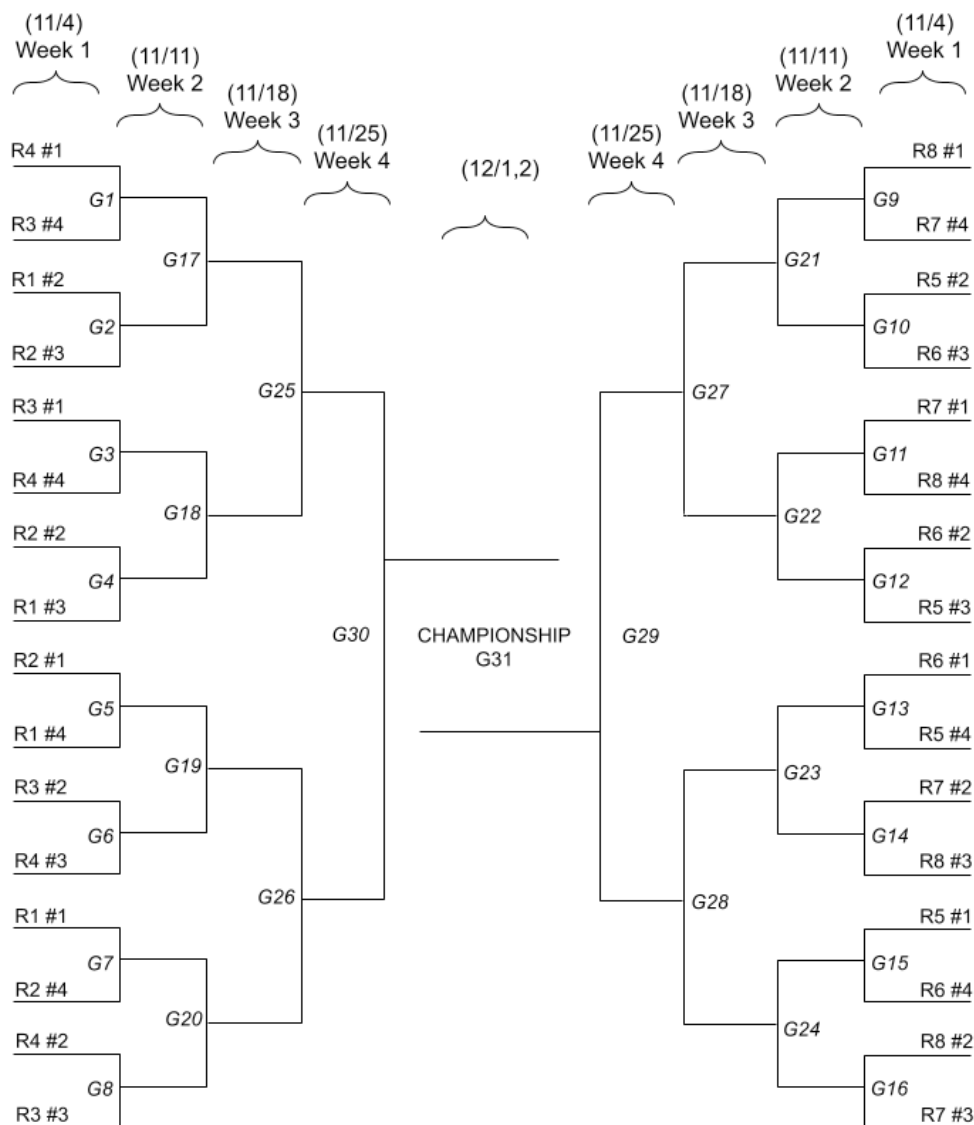 (11/4)
Week 1
(11/11)
Week 2
(11/18)
Week 3
(11/25)
Week 4
(12/1,2)
(11/25)
Week 4
(11/18)
Week 3
(11/11)
Week 2
(11/4)
Week 1
R4 #1
G1
R3 #4
G17
R1 #2
G2
R2 #3
G25
R3 #1
G3
R4 #4
G18
R2 #2
G4
R1 #3
G30
R2 #1
G5
R1 #4
G19
R3 #2
G6
R4 #3
G26
R1 #1
G7
R2 #4
G20
R4 #2
G8
R3 #3
CHAMPIONSHIP
G31
R8 #1
G9
R7 #4
G21
R5 #2
G10
R6 #3
G27
R7 #1
G11
R8 #4
G22
R6 #2
G12
R5 #3
G29
R6 #1
G13
R5 #4
G23
R7 #2
G14
R8 #3
G28
R5 #1
G15
R6 #4
G24
R8 #2
G16
R7 #3